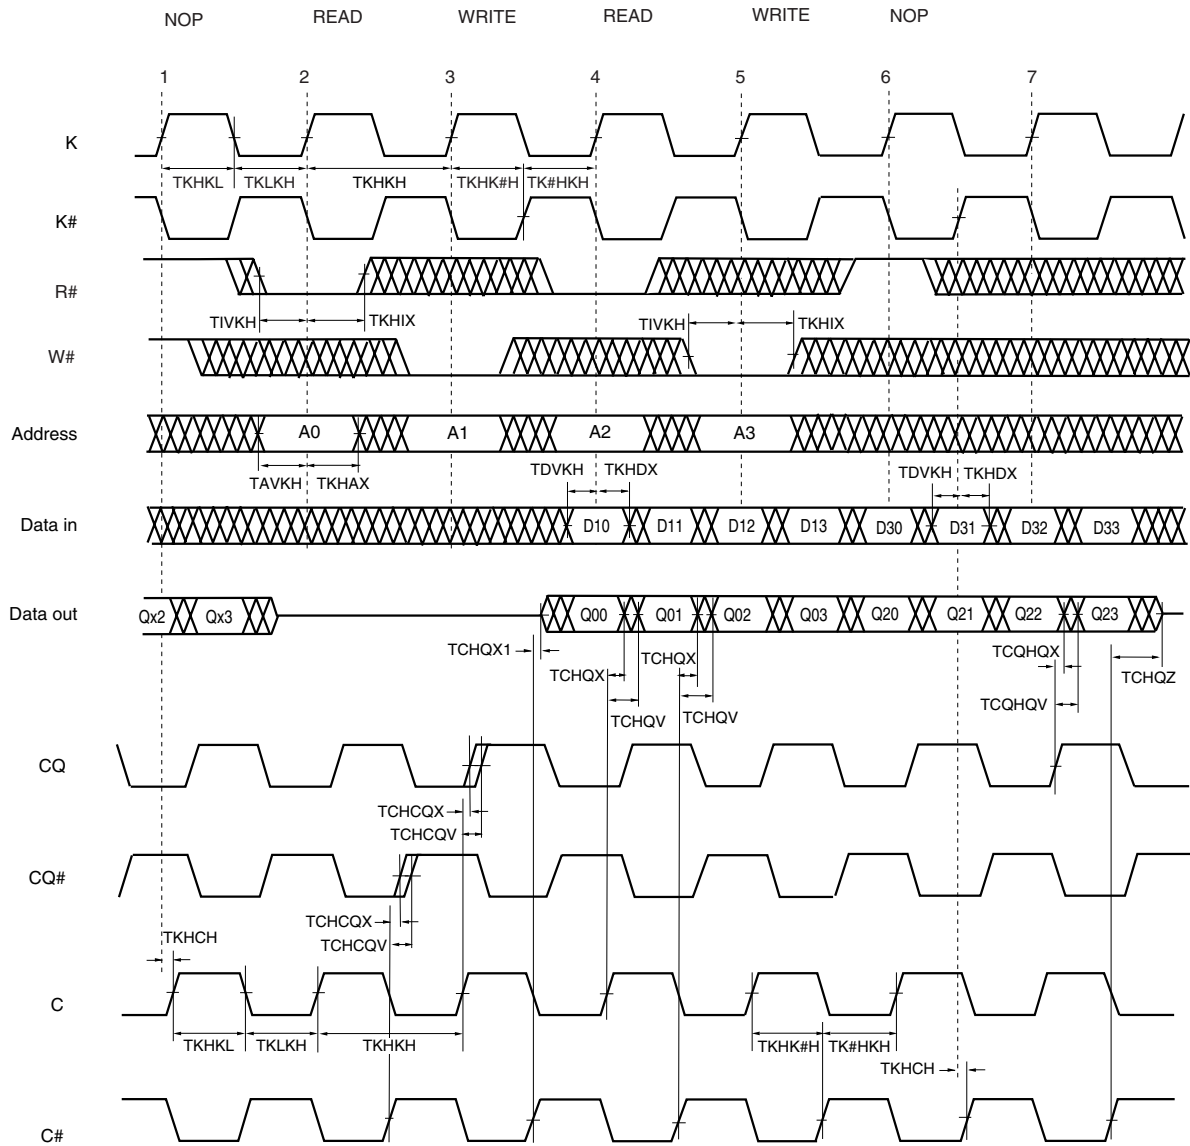 NOP READ WRITE READ WRITE NOP
1 2 3 4 5 6 7
K
TKHKL TKLKH TKHKH TKHK#H TK#HKH
K#
R#
TIVKH TKHIX TIVKH TKHIX
W#
Address A0 A1 A2 A3
TAVKH TKHAX TDVKH TKHDX TDVKH TKHDX
Data in D10 D11 D12 D13 D30 D31 D32 D33
Data out Qx2 Qx3 Q00 Q01 Q02 Q03 Q20 Q21 Q22 Q23
TCHQX1 TCHQX TCQHQX
TCHQX TCHQZ
TCHQV TCHQV TCQHQV
CQ
TCHCQX
TCHCQV
CQ#
TCHCQX
TKHCH TCHCQV
C
TKHKL TKLKH TKHKH TKHK#H TK#HKH
TKHCH
C#